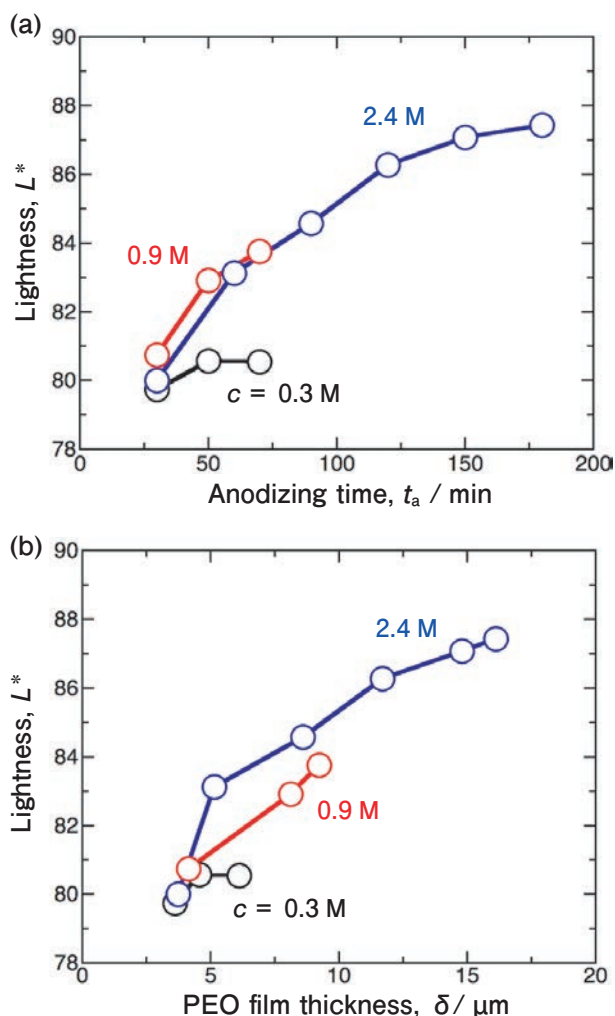 (a)
90
88
86
84
82
80
78
Lightness, L*
2.4 M
0.9 M
c = 0.3 M
0 50 100 150 200
Anodizing time, tₐ / min
(b)
90
88
86
84
82
80
78
Lightness, L*
2.4 M
0.9 M
c = 0.3 M
0 5 10 15 20
PEO film thickness, δ / μm